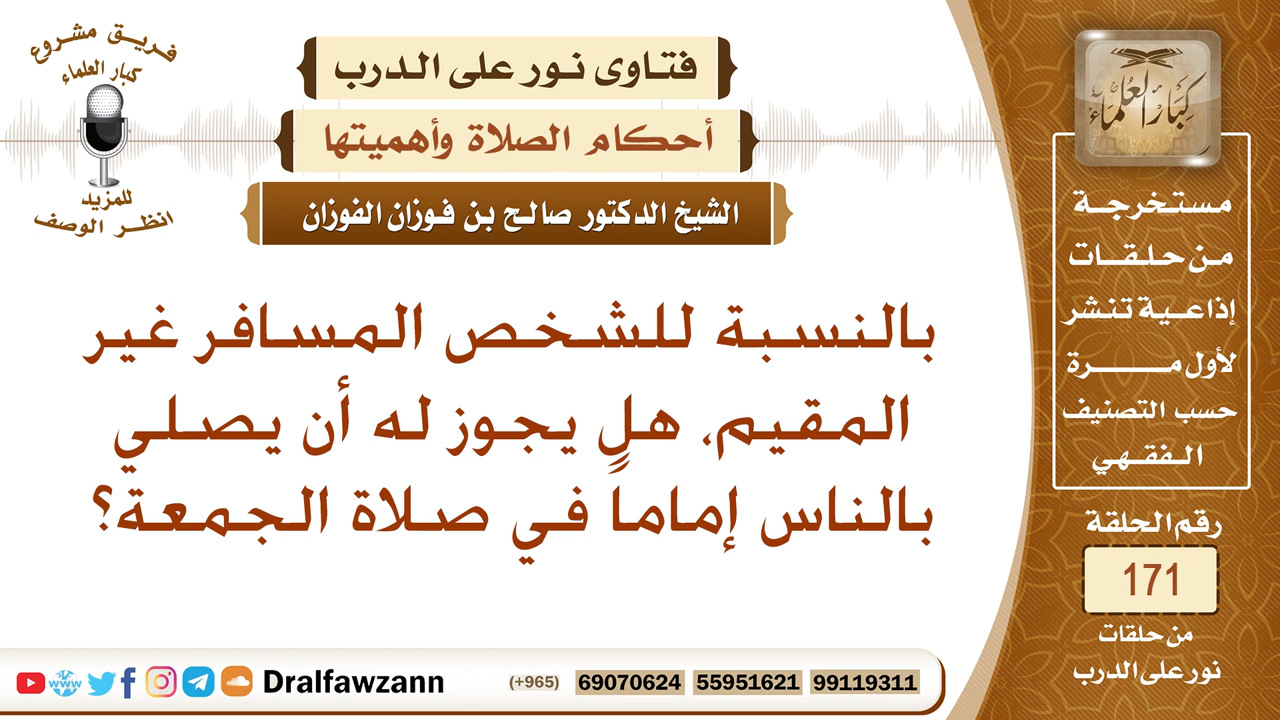 فريق مشروع
كبار العلماء
للمزيد
انظر الوصف
فتاوى نور على الدرب
أحكام الصلاة وأهميتها
الشيخ الدكتور صالح بن فوزان الفوزان
بالنسبة للشخص المسافر غير
المقيم، هلٍ يجوز له أن يصلي
بالناس إماماً في صلاة الجمعة؟
كبار العلماء
مستخرجة
من حلقات
إذاعية تنشر
لأول مرة
حسب التصنيف
الفقهي
رقم الحلقة
171
من حلقات
نور على الدرب
www
Dralfawzann
(+965) 69070624 55951621 99119311